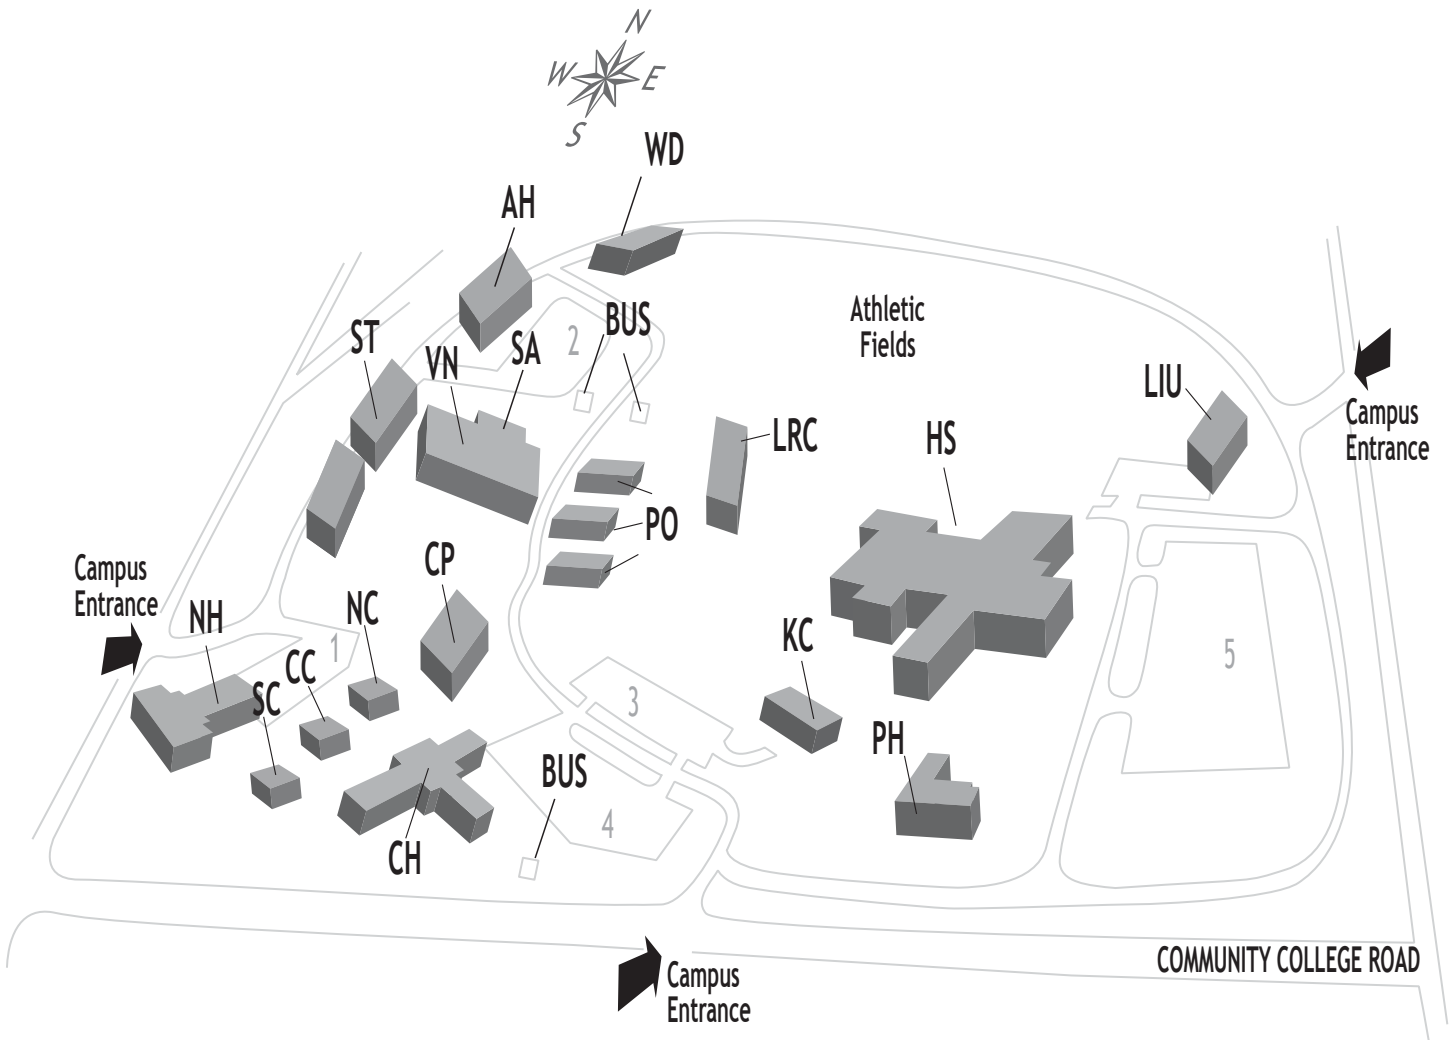 N
W
E
S
WD
AH
BUS
Athletic
Fields
2
ST
VN
SA
LIU
Campus
Entrance
LRC
HS
PO
CP
Campus
Entrance
NH
NC
1
CC
SC
KC
5
3
PH
BUS
4
CH
COMMUNITY COLLEGE ROAD
Campus
Entrance